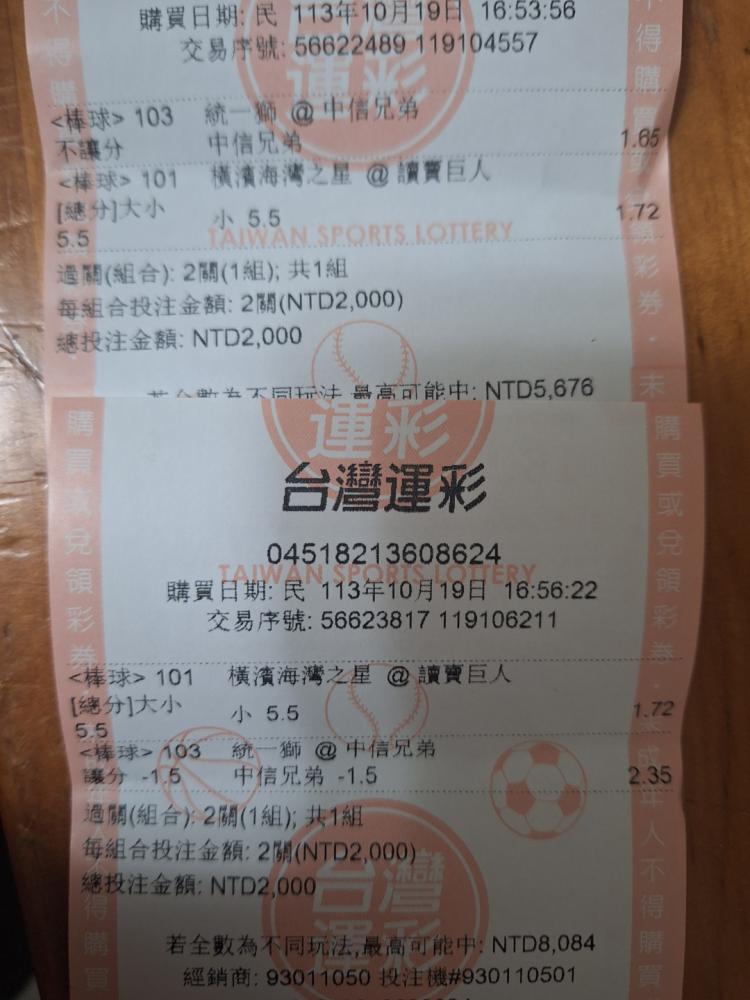 購買日期: 民 113年10月19日 16:53:56
交易序號: 56622489 119104557
<棒球> 103 統一獅 @ 中信兄弟
不讓分 中信兄弟 1.65
<棒球> 101 橫濱海灣之星 @ 讀賣巨人
[總分]大小 小 5.5 1.72
5.5
TAIWAN SPORTS LOTTERY
過關(組合): 2關(1組); 共1組
每組合投注金額: 2關(NTD2,000)
總投注金額: NTD2,000
若全數為不同玩法,最高可能中: NTD5,676
運彩
台灣運彩
04518213608624
TAIWAN SPORTS LOTTERY
購買日期: 民 113年10月19日 16:56:22
交易序號: 56623817 119106211
<棒球> 101 橫濱海灣之星 @ 讀賣巨人
[總分]大小 小 5.5 1.72
5.5
<棒球> 103 統一獅 @ 中信兄弟
讓分 -1.5 中信兄弟 -1.5 2.35
過關(組合): 2關(1組); 共1組
每組合投注金額: 2關(NTD2,000)
總投注金額: NTD2,000
台灣運彩
若全數為不同玩法,最高可能中: NTD8,084
經銷商: 93011050 投注機#930110501